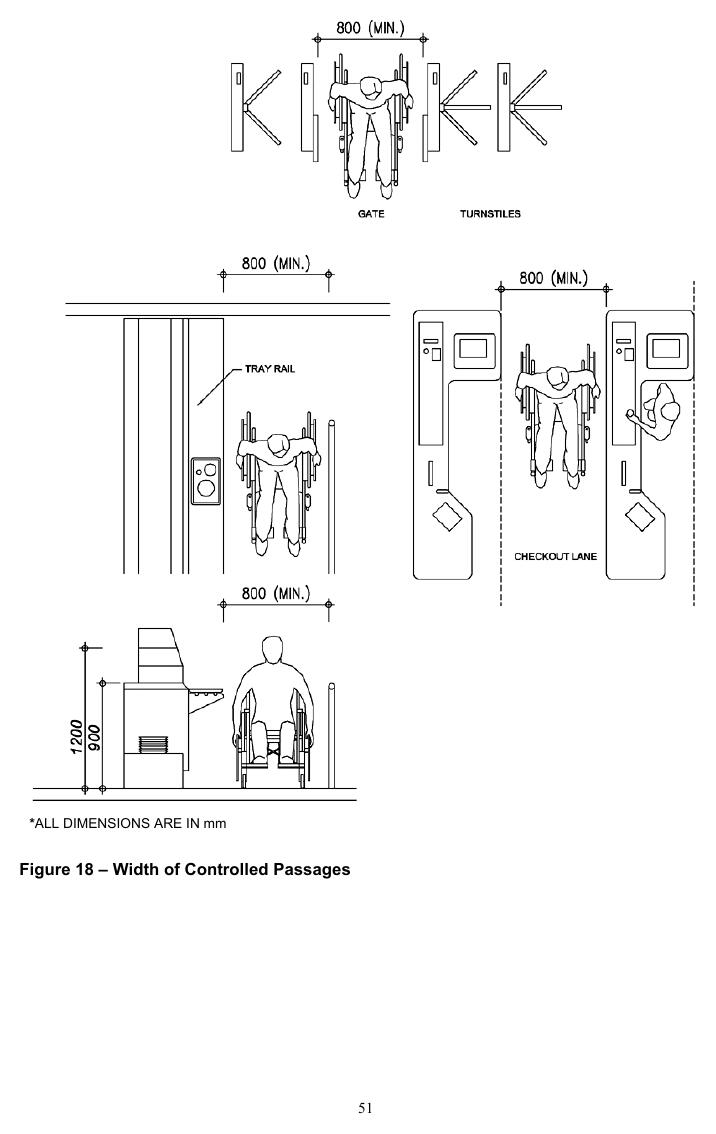 800 (MIN.)
GATE
TURNSTILES
800 (MIN.)
TRAY RAIL
800 (MIN.)
CHECKOUT LANE
800 (MIN.)
1200
900
*ALL DIMENSIONS ARE IN mm
Figure 18 – Width of Controlled Passages
51